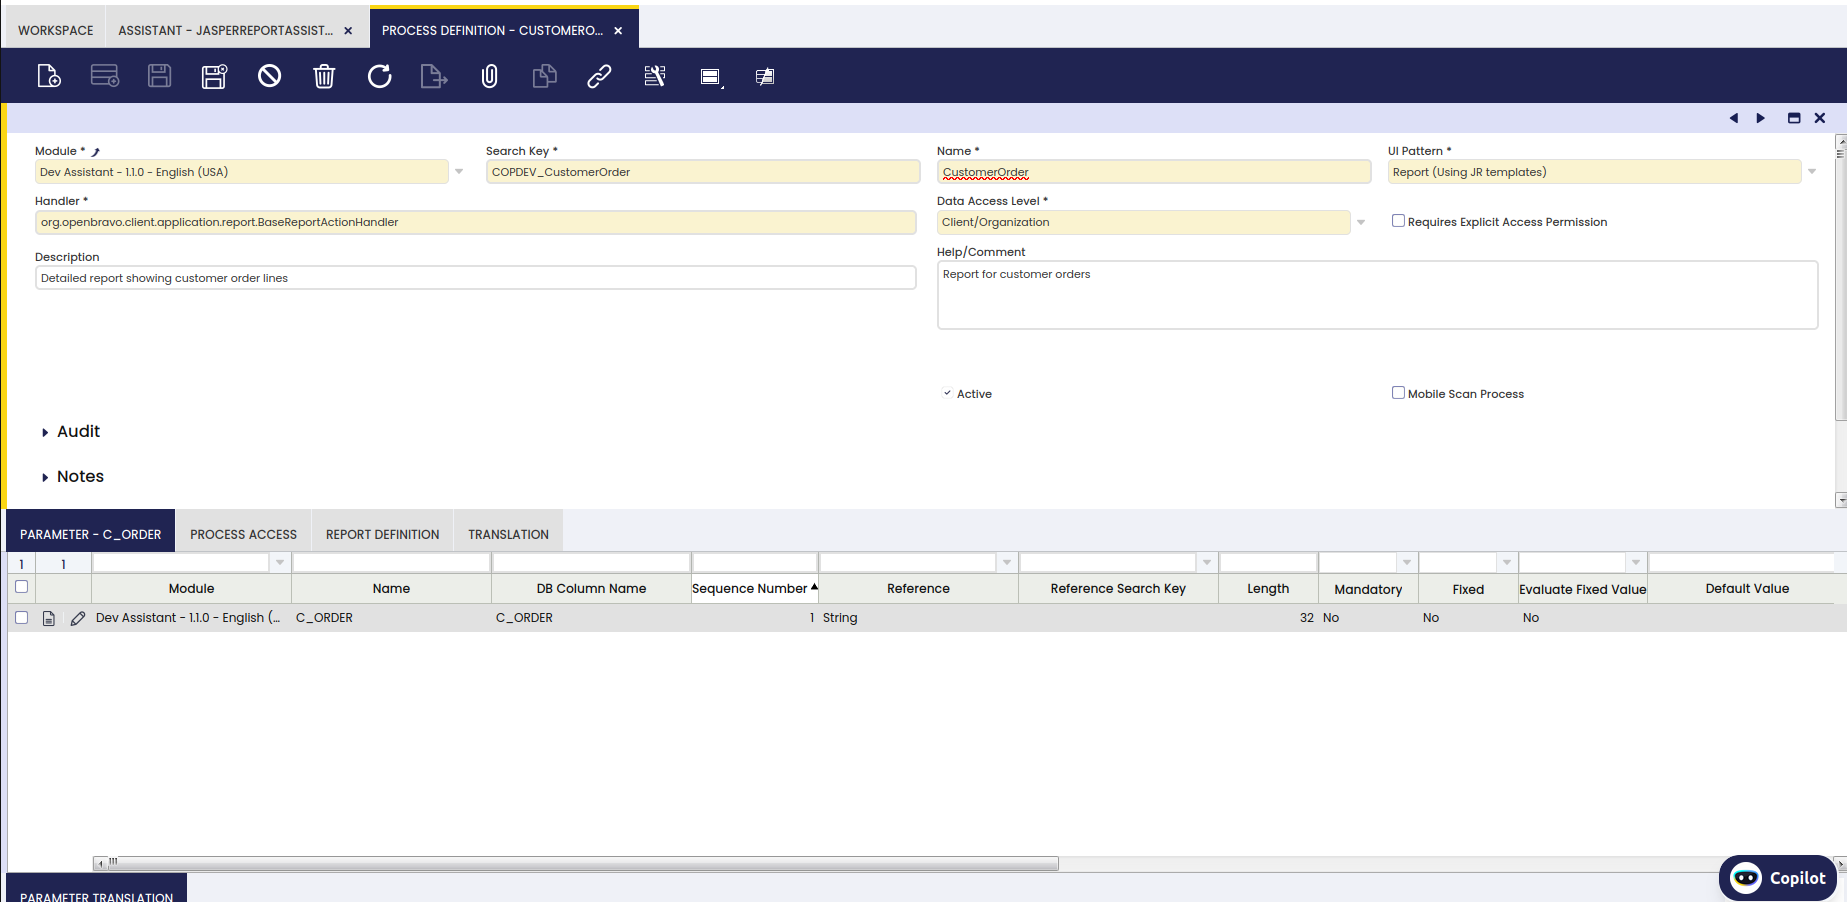 WORKSPACE ASSISTANT - JASPERREPORTASSIST... PROCESS DEFINITION - CUSTOMERO...
Module * Search Key * Name * UI Pattern *
Dev Assistant - 1.1.0 - English (USA) COPDEV_CustomerOrder CustomerOrder Report (Using JR templates)
Handler * Data Access Level *
org.openbravo.client.application.report.BaseReportActionHandler Client/Organization Requires Explicit Access Permission
Description Help/Comment
Detailed report showing customer order lines Report for customer orders
Active Mobile Scan Process
Audit
Notes
PARAMETER - C_ORDER PROCESS ACCESS REPORT DEFINITION TRANSLATION
1 1
Module Name DB Column Name Sequence Number Reference Reference Search Key Length Mandatory Fixed Evaluate Fixed Value Default Value
Dev Assistant - 1.1.0 - English (... C_ORDER C_ORDER 1 String 32 No No No
Copilot
PARAMETER TRANSLATION